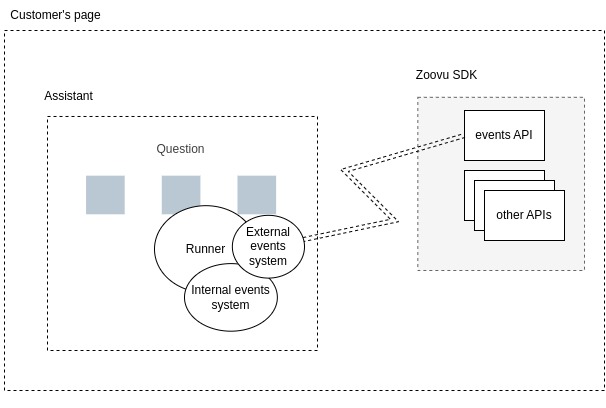 Customer's page
Zoovu SDK
Assistant
events API
Question
other APIs
External
events
system
Runner
Internal events
system